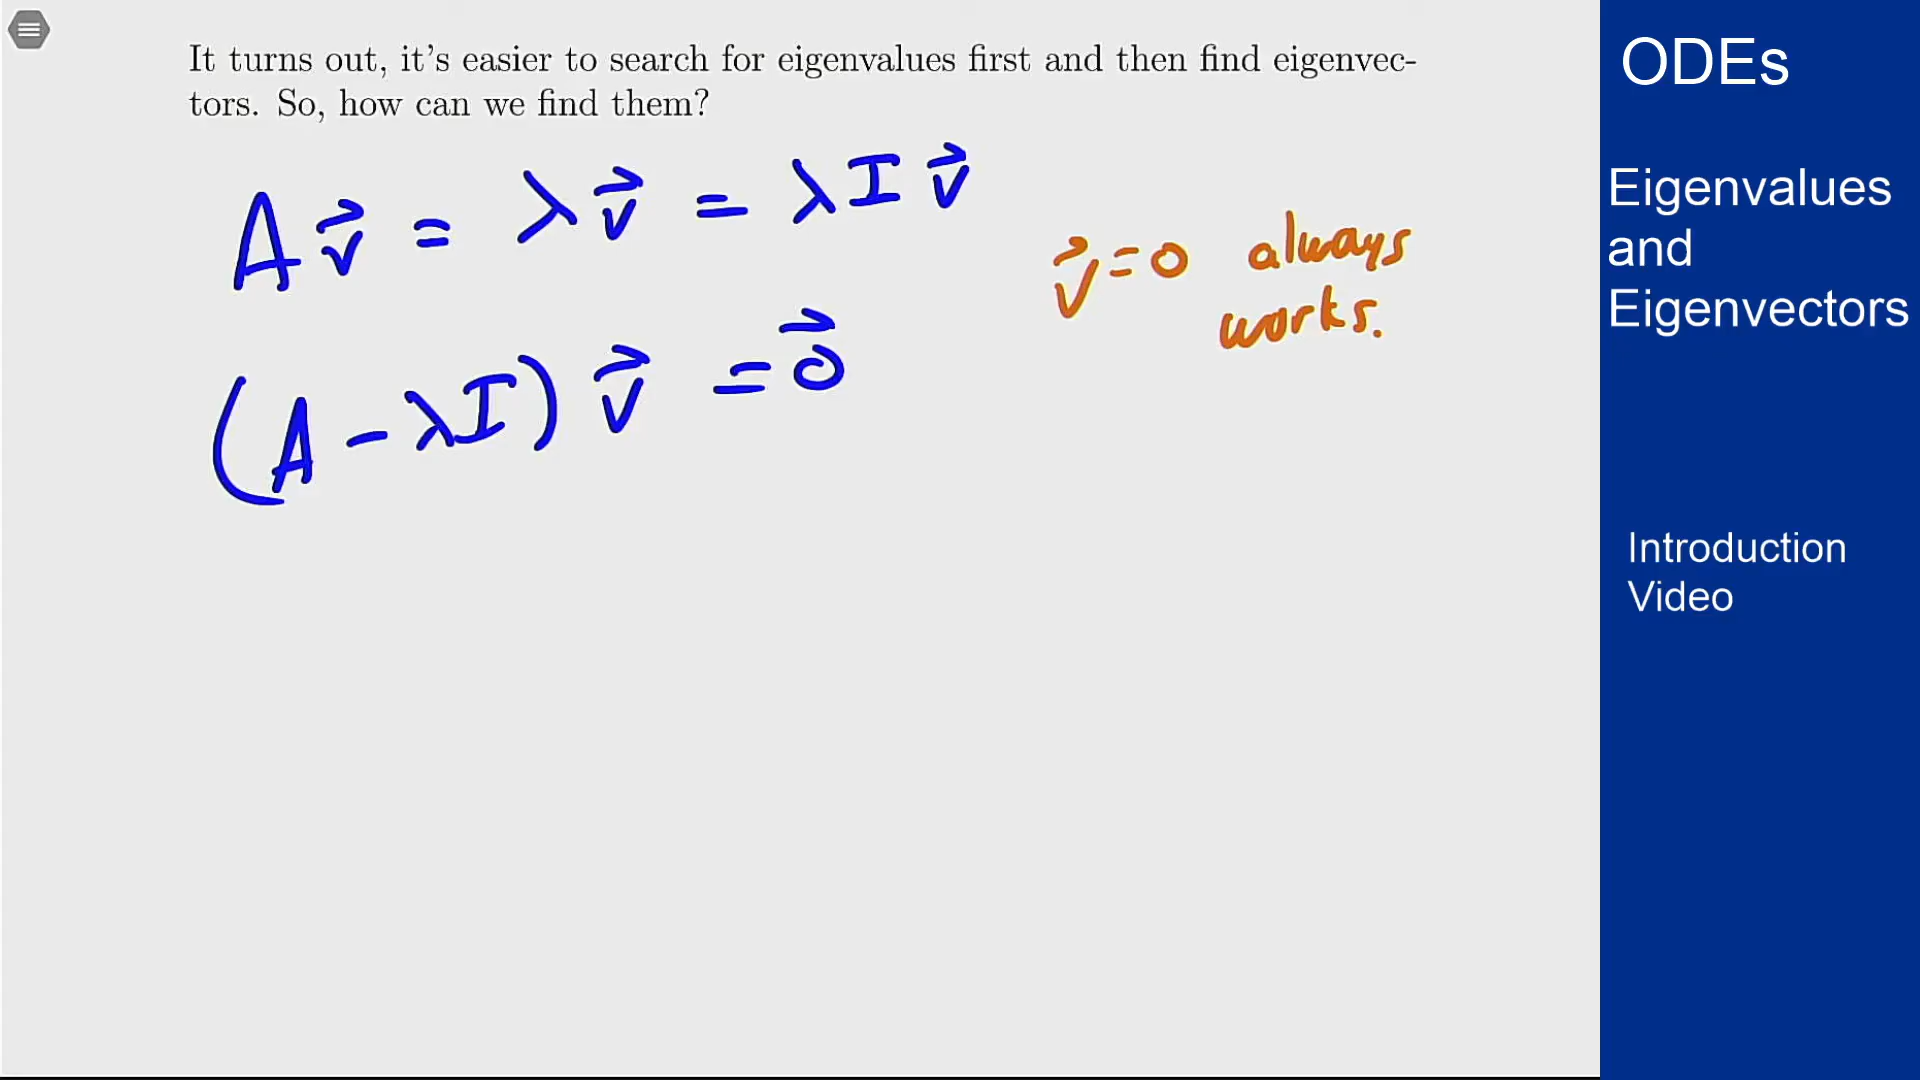 It turns out, it's easier to search for eigenvalues first and then find eigenvec-
tors. So, how can we find them?
A v⃗ = λ v⃗ = λ I v⃗
v⃗ = 0 always
works.
(A - λI) v⃗ = 0⃗
ODEs
Eigenvalues
and
Eigenvectors
Introduction
Video